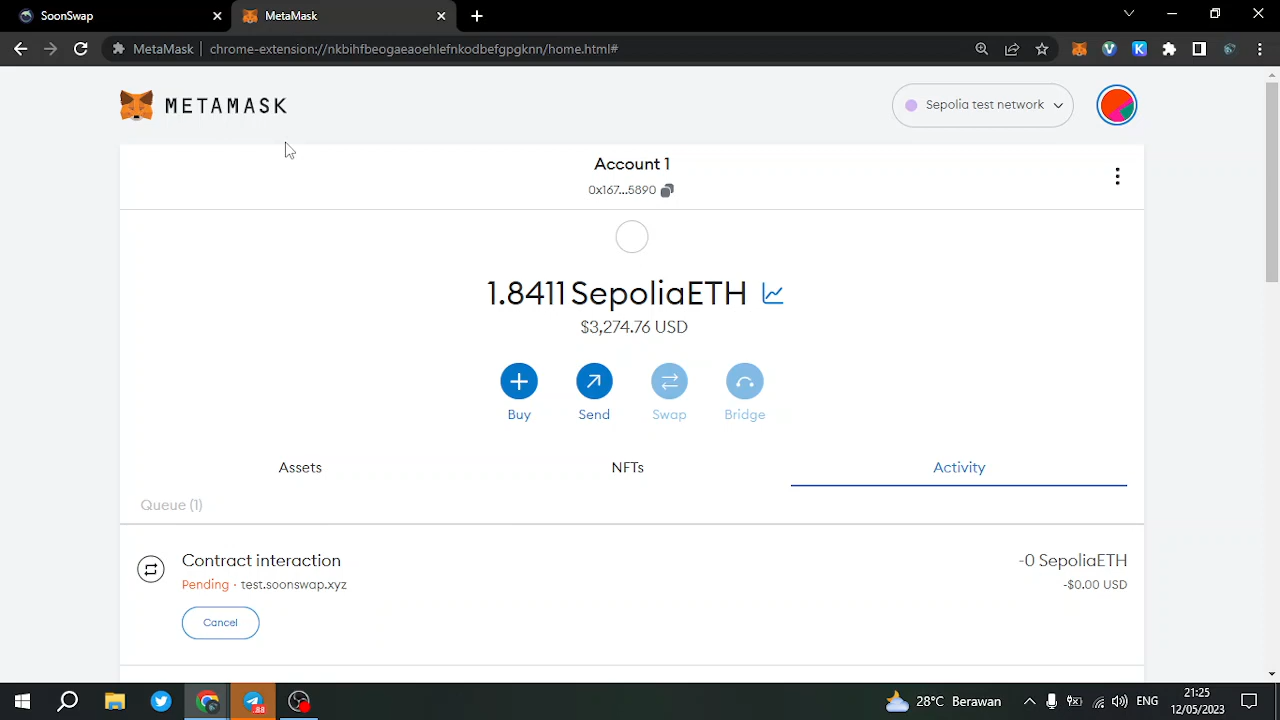 SoonSwap
MetaMask
MetaMask
chrome-extension://nkbihfbeogaeaoehlefnkodbefgpgknn/home.html#
METAMASK
Sepolia test network
Account 1
0x167...5890
1.8411 SepoliaETH
$3,274.76 USD
Buy
Send
Swap
Bridge
Assets
NFTs
Activity
Queue (1)
Contract interaction
-0 SepoliaETH
Pending · test.soonswap.xyz
-$0.00 USD
Cancel
88
28°C Berawan
ENG
21:25
12/05/2023